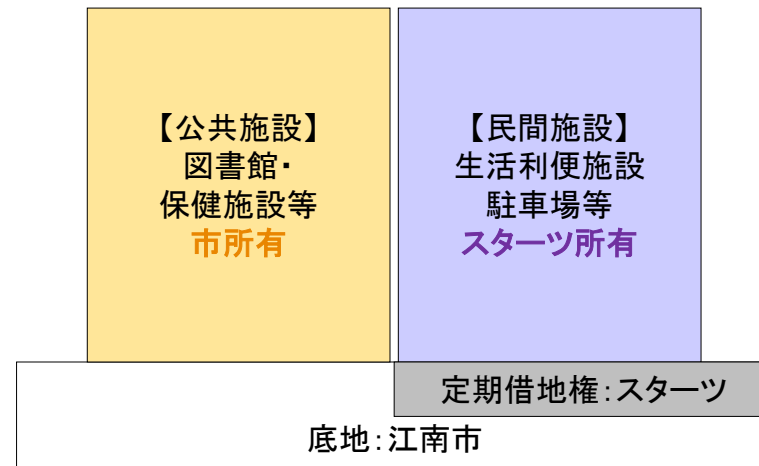 【公共施設】
図書館・
保健施設等
市所有
【民間施設】
生活利便施設
駐車場等
スターツ所有
定期借地権：スターツ
底地：江南市